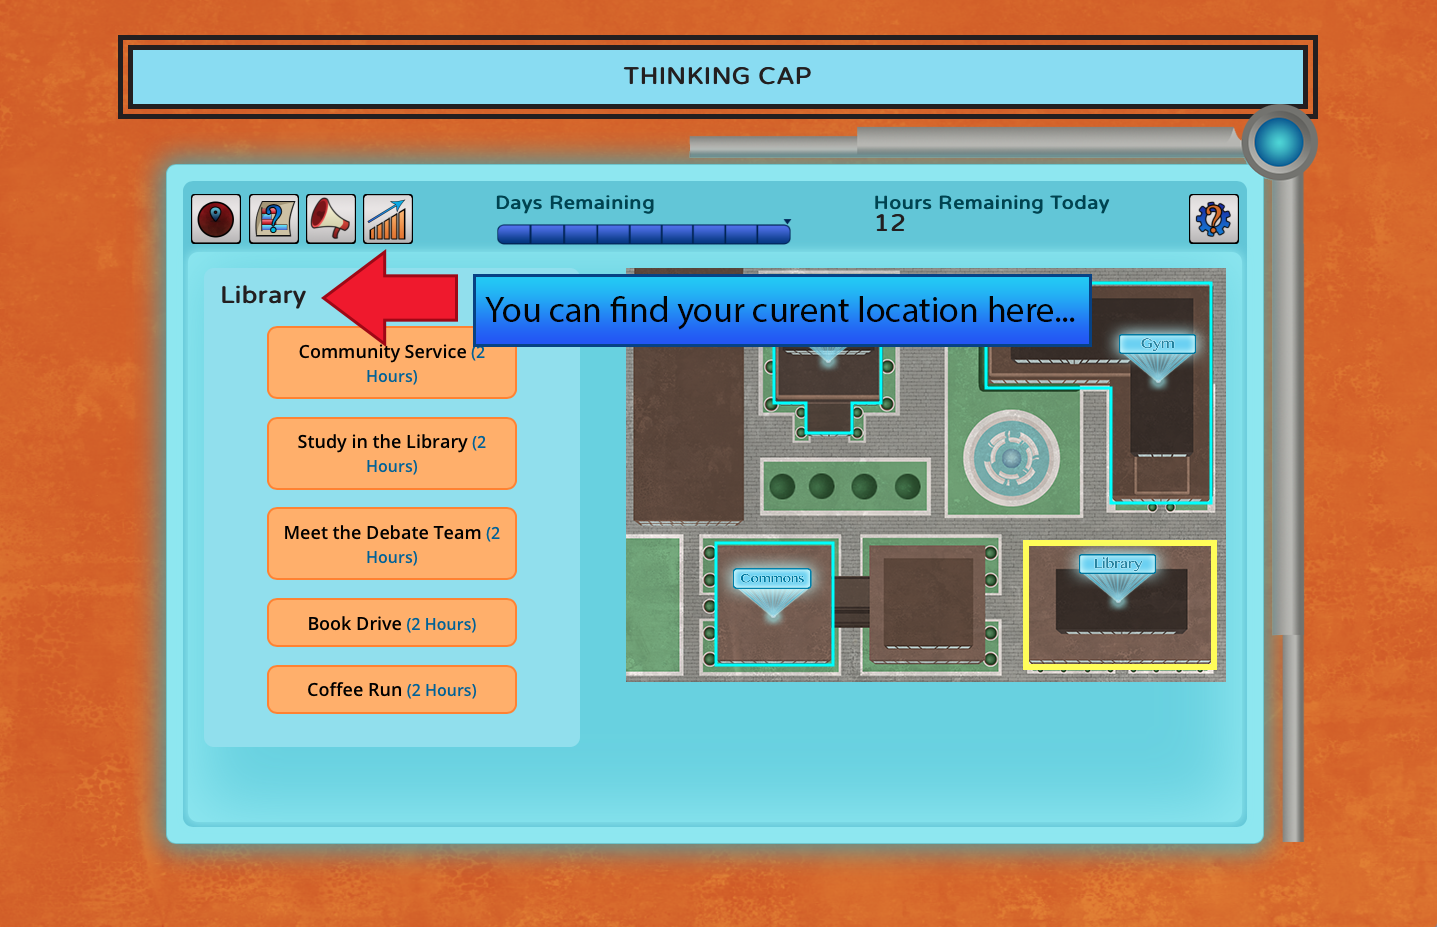 THINKING CAP
Days Remaining
Hours Remaining Today
12
Library
You can find your curent location here...
Community Service (2
Hours)
Study in the Library (2
Hours)
Meet the Debate Team (2
Hours)
Book Drive (2 Hours)
Coffee Run (2 Hours)
Gym
Commons
Library